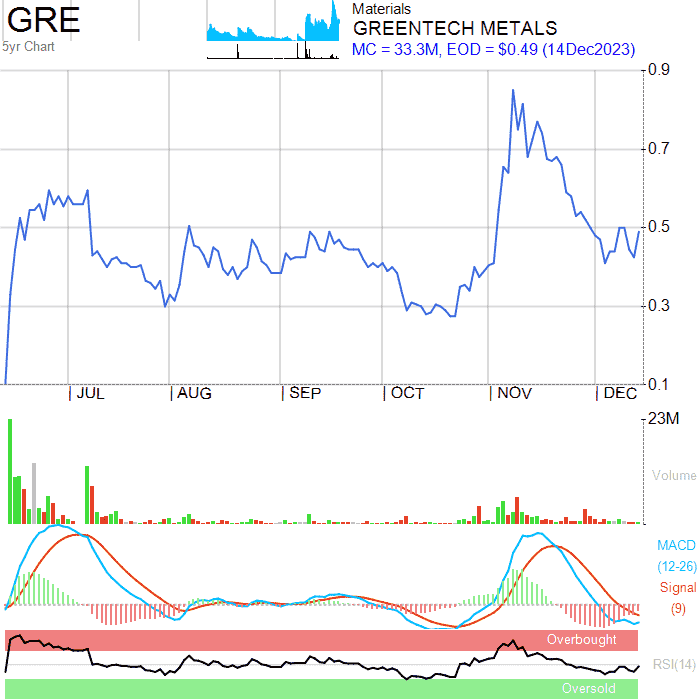 GRE
5yr Chart
Materials
GREENTECH METALS
MC = 33.3M, EOD = $0.49 (14Dec2023)
0.9
0.7
0.5
0.3
0.1
JUL AUG SEP OCT NOV DEC
23M
Volume
MACD
(12-26)
Signal
(9)
Overbought
RSI(14)
Oversold